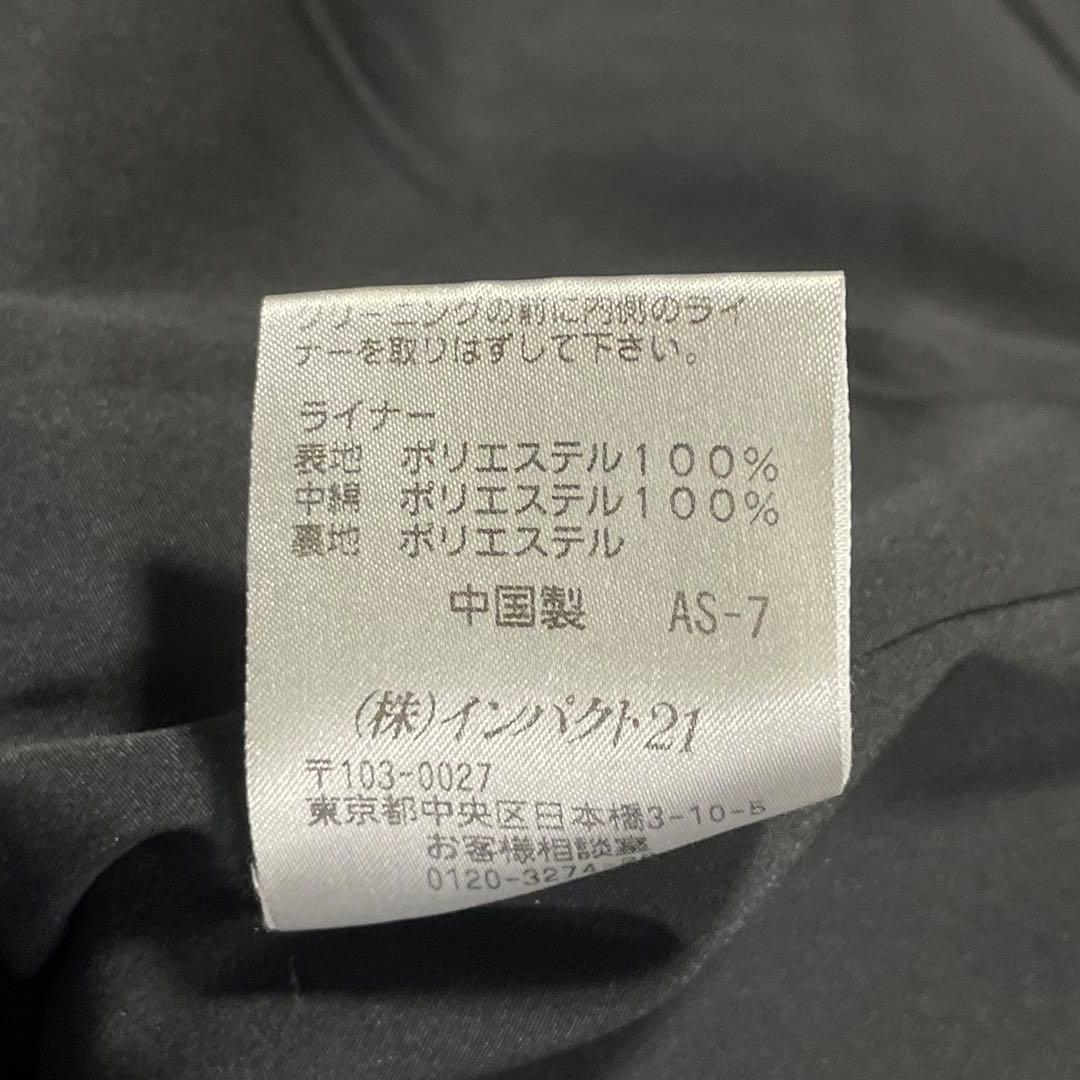 クリーニングの前に内側のライ
ナーを取りはずして下さい。
ライナー
表地 ポリエステル100%
中綿 ポリエステル100%
裏地 ポリエステル
中国製 AS-7
(株)インパクト21
〒103-0027
東京都中央区日本橋3-10-5
お客様相談室
0120-3274